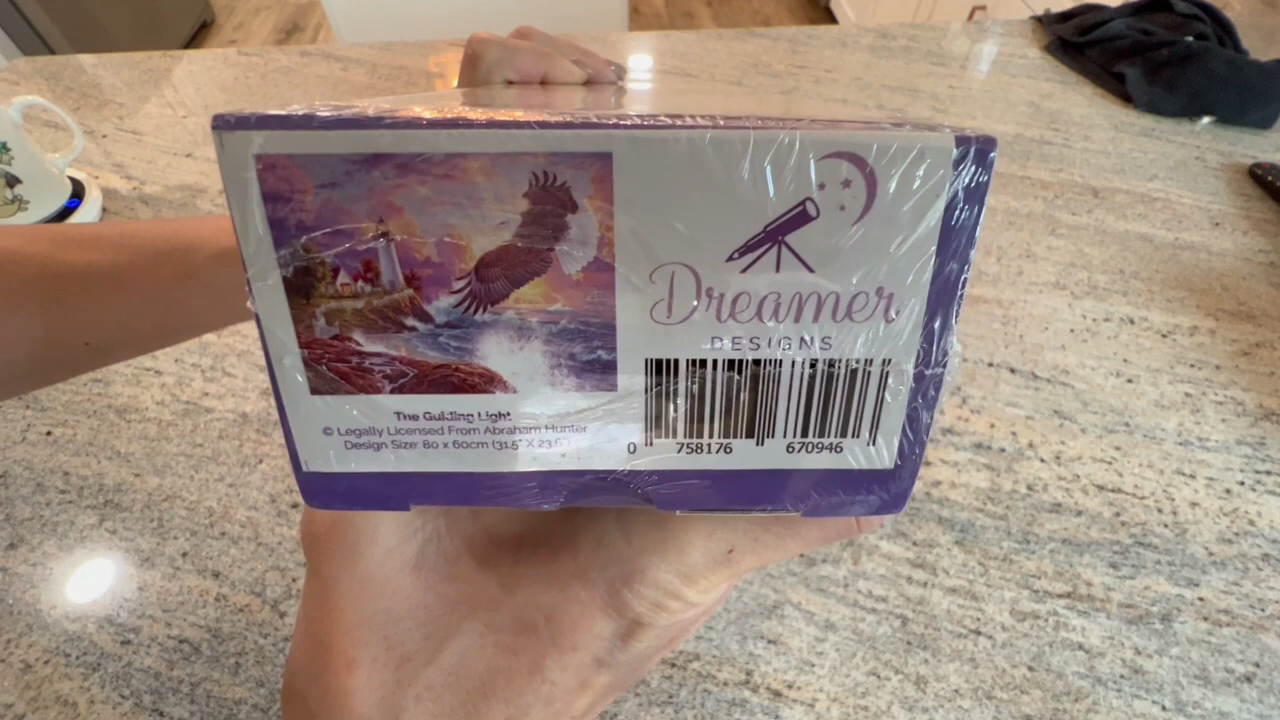 The Guiding Light
© Legally Licensed From Abraham Hunter
Design Size: 80 x 60cm (31.5" X 23.6")
Dreamer
DESIGNS
0 758176 670946